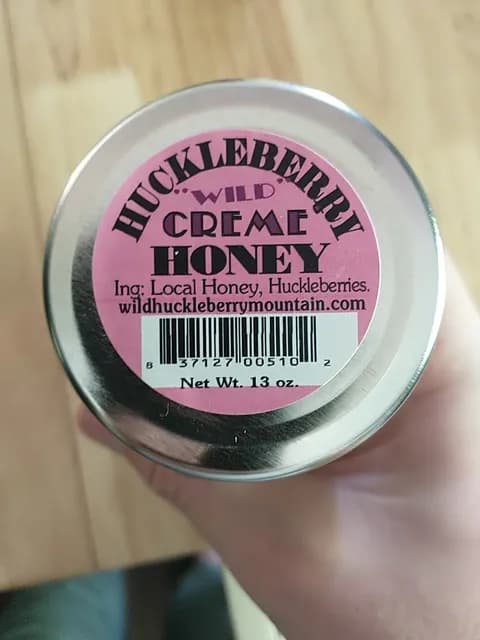 HUCKLEBERRY
"WILD"
CREME
HONEY
Ing: Local Honey, Huckleberries.
wildhuckleberrymountain.com
8 37127 00510 2
Net Wt. 13 oz.